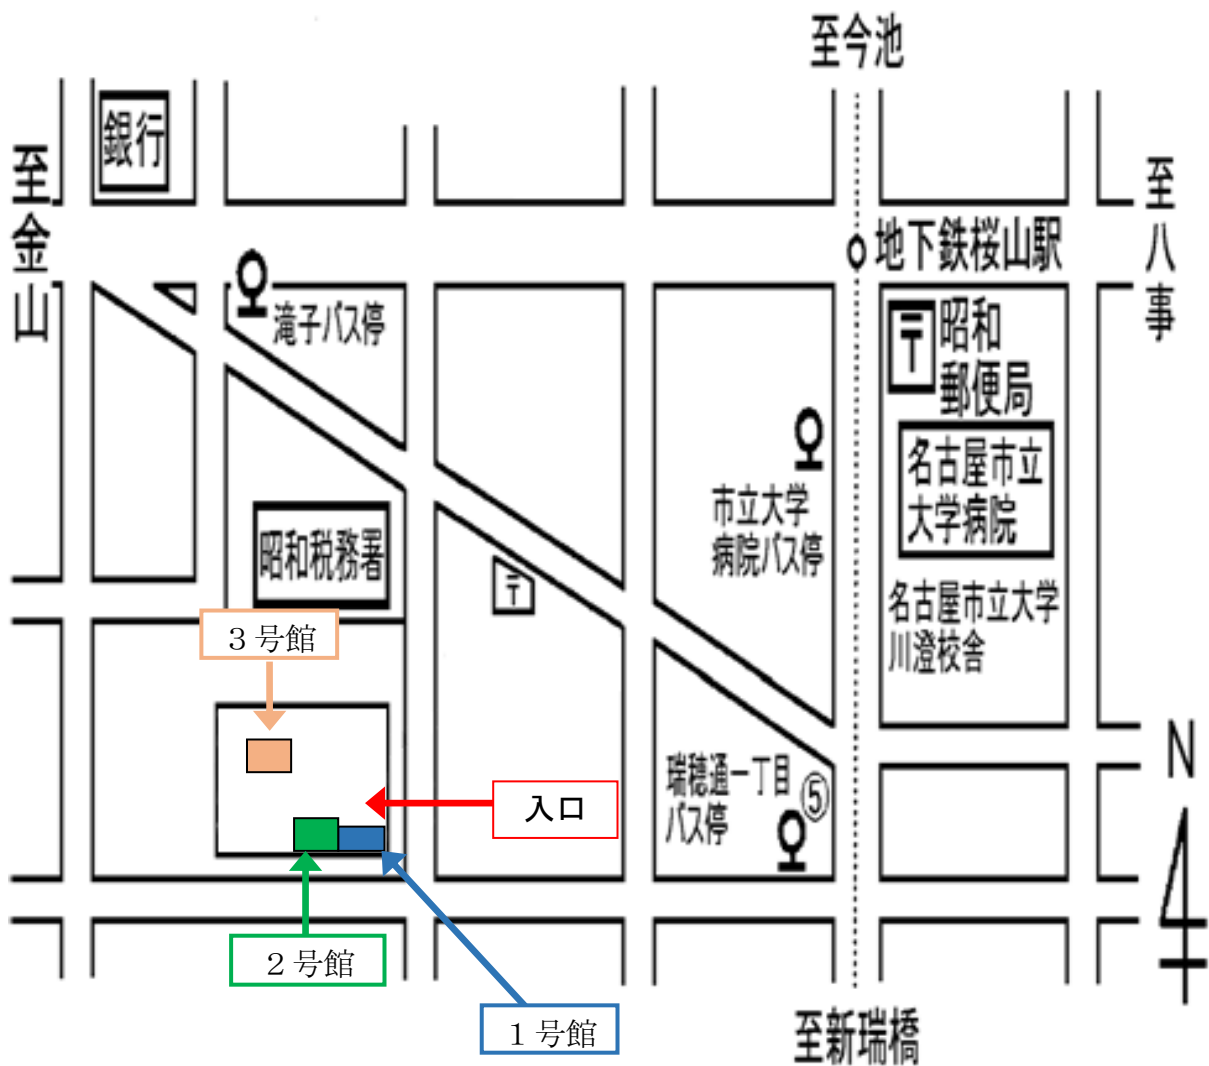 至今池
銀行
至金山
至八事
地下鉄桜山駅
滝子バス停
〒
昭和
郵便局
名古屋市立
大学病院
市立大学
病院バス停
昭和税務署
〒
名古屋市立大学
川澄校舎
３号館
N
瑞穂通一丁目
バス停
⑤
入口
２号館
１号館
至新瑞橋